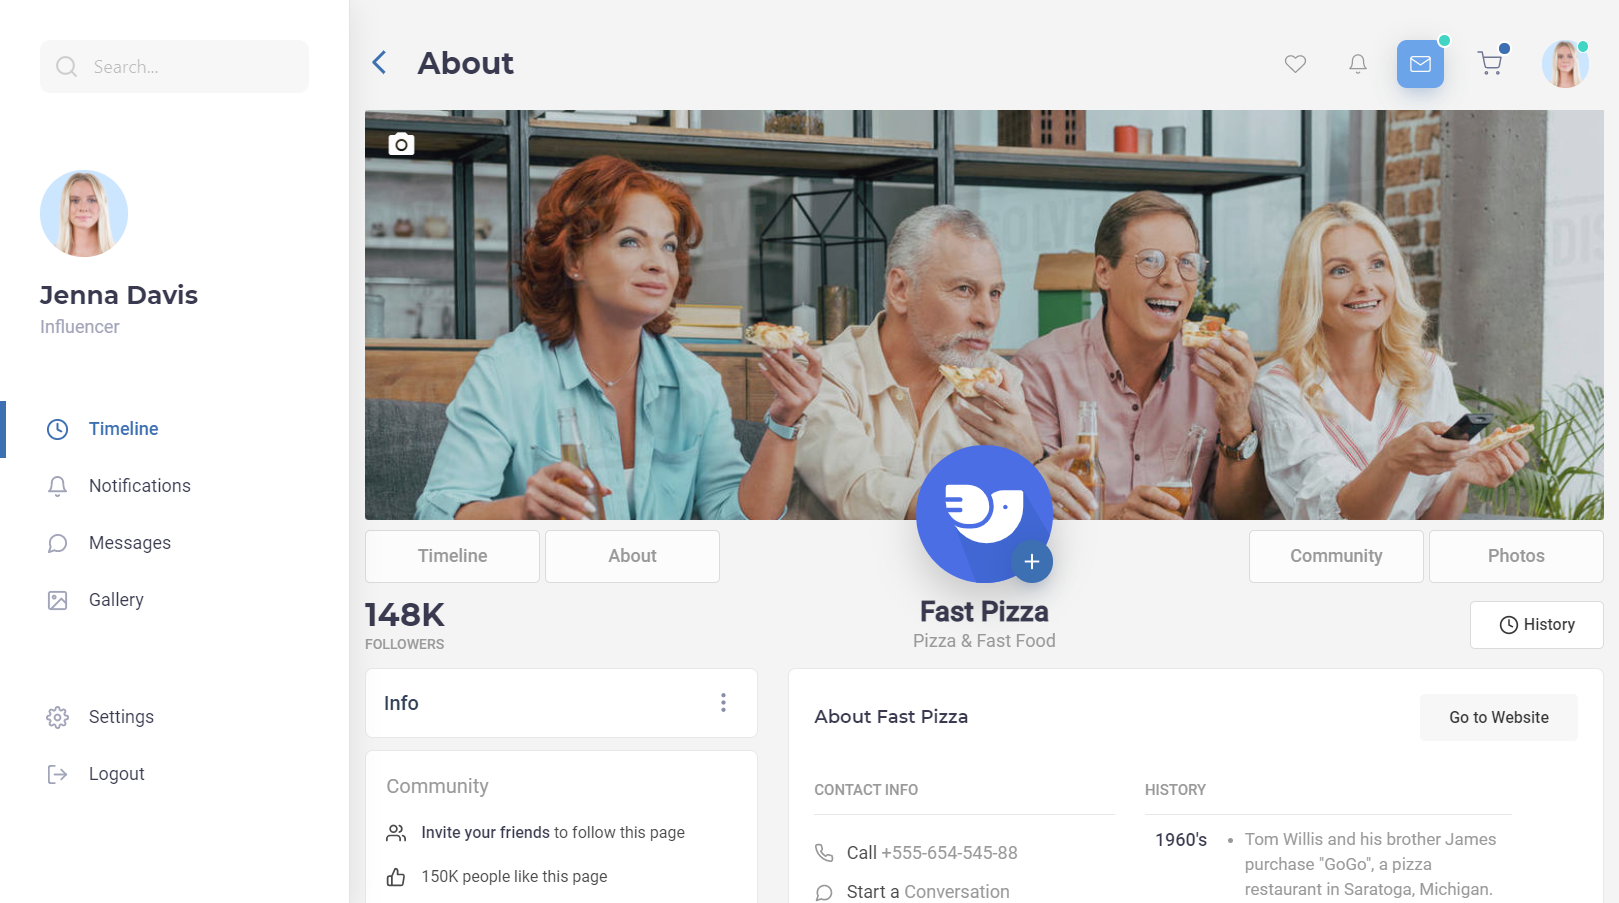 Search...
About
Jenna Davis
Influencer
Timeline
Notifications
Messages
Gallery
Settings
Logout
Timeline
About
Community
Photos
148K
FOLLOWERS
Fast Pizza
Pizza & Fast Food
History
Info
Community
Invite your friends to follow this page
150K people like this page
About Fast Pizza
Go to Website
CONTACT INFO
Call +555-654-545-88
Start a Conversation
HISTORY
1960's
• Tom Willis and his brother James
purchase "GoGo", a pizza
restaurant in Saratoga, Michigan.